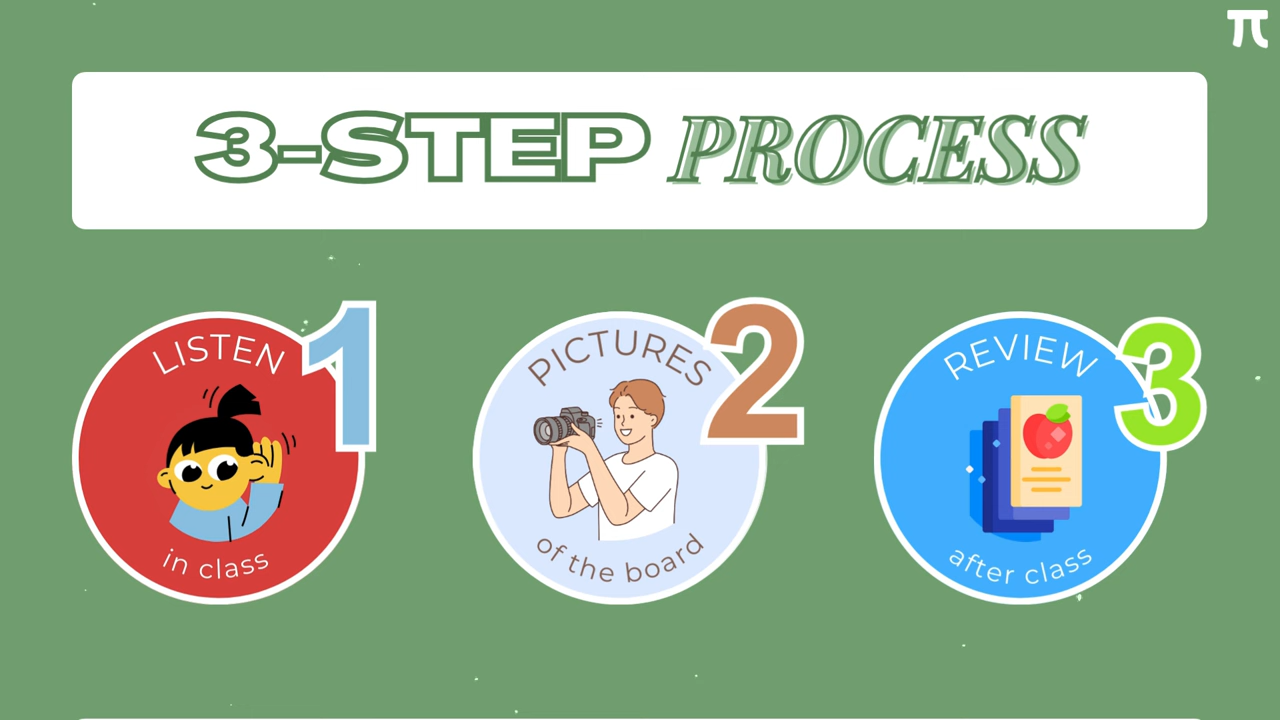 π
3-STEP PROCESS
LISTEN
in class
1
PICTURES
of the board
2
REVIEW
after class
3